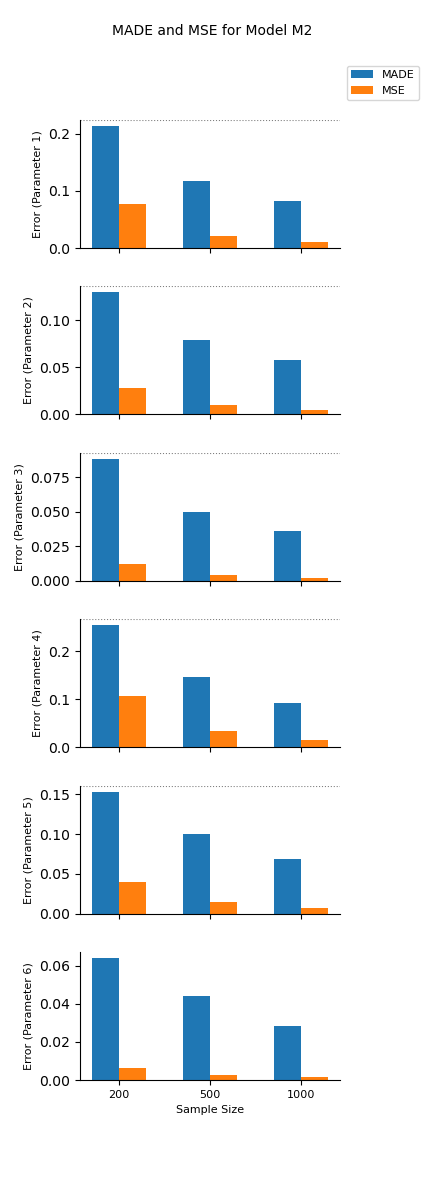 MADE and MSE for Model M2
MADE
MSE
Error (Parameter 1)
0.2
0.1
0.0
Error (Parameter 2)
0.10
0.05
0.00
Error (Parameter 3)
0.075
0.050
0.025
0.000
Error (Parameter 4)
0.2
0.1
0.0
Error (Parameter 5)
0.15
0.10
0.05
0.00
Error (Parameter 6)
0.06
0.04
0.02
0.00
200 500 1000
Sample Size